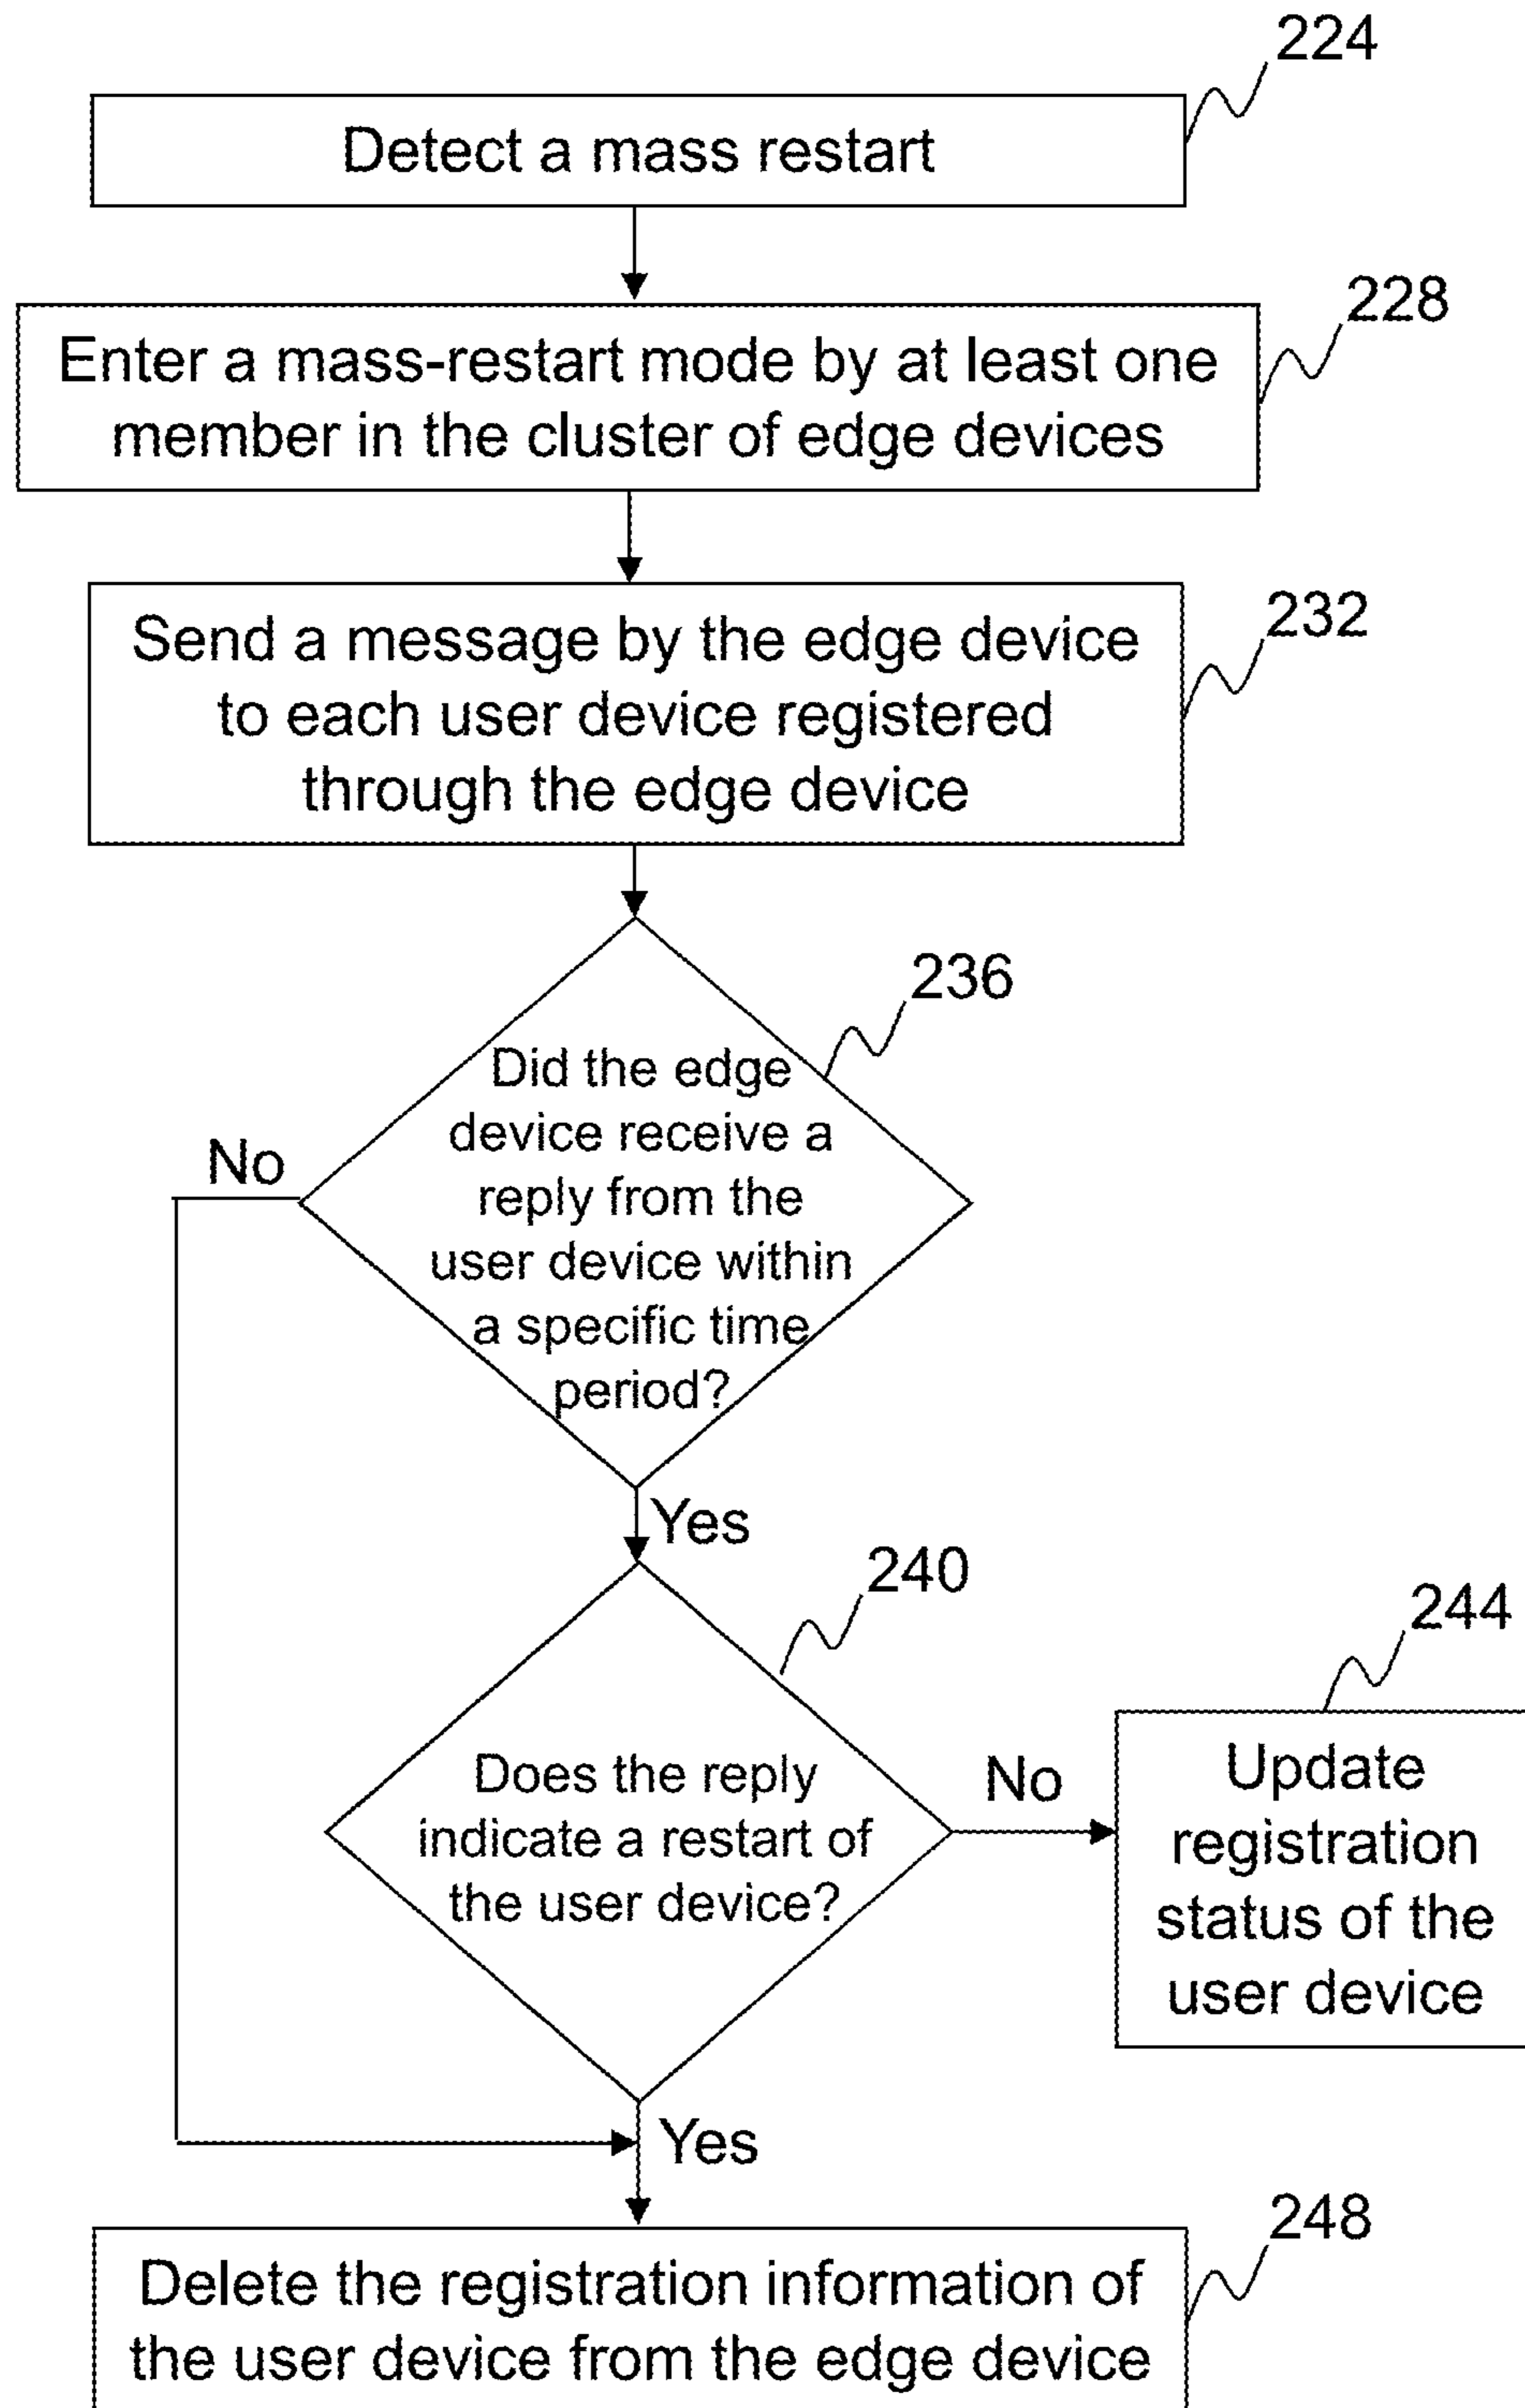 224
Detect a mass restart
228
Enter a mass-restart mode by at least one
member in the cluster of edge devices
232
Send a message by the edge device
to each user device registered
through the edge device
236
Did the edge
device receive a
reply from the
user device within
a specific time
period?
No
Yes
240
Does the reply
indicate a restart of
the user device?
No
244
Update
registration
status of the
user device
Yes
248
Delete the registration information of
the user device from the edge device